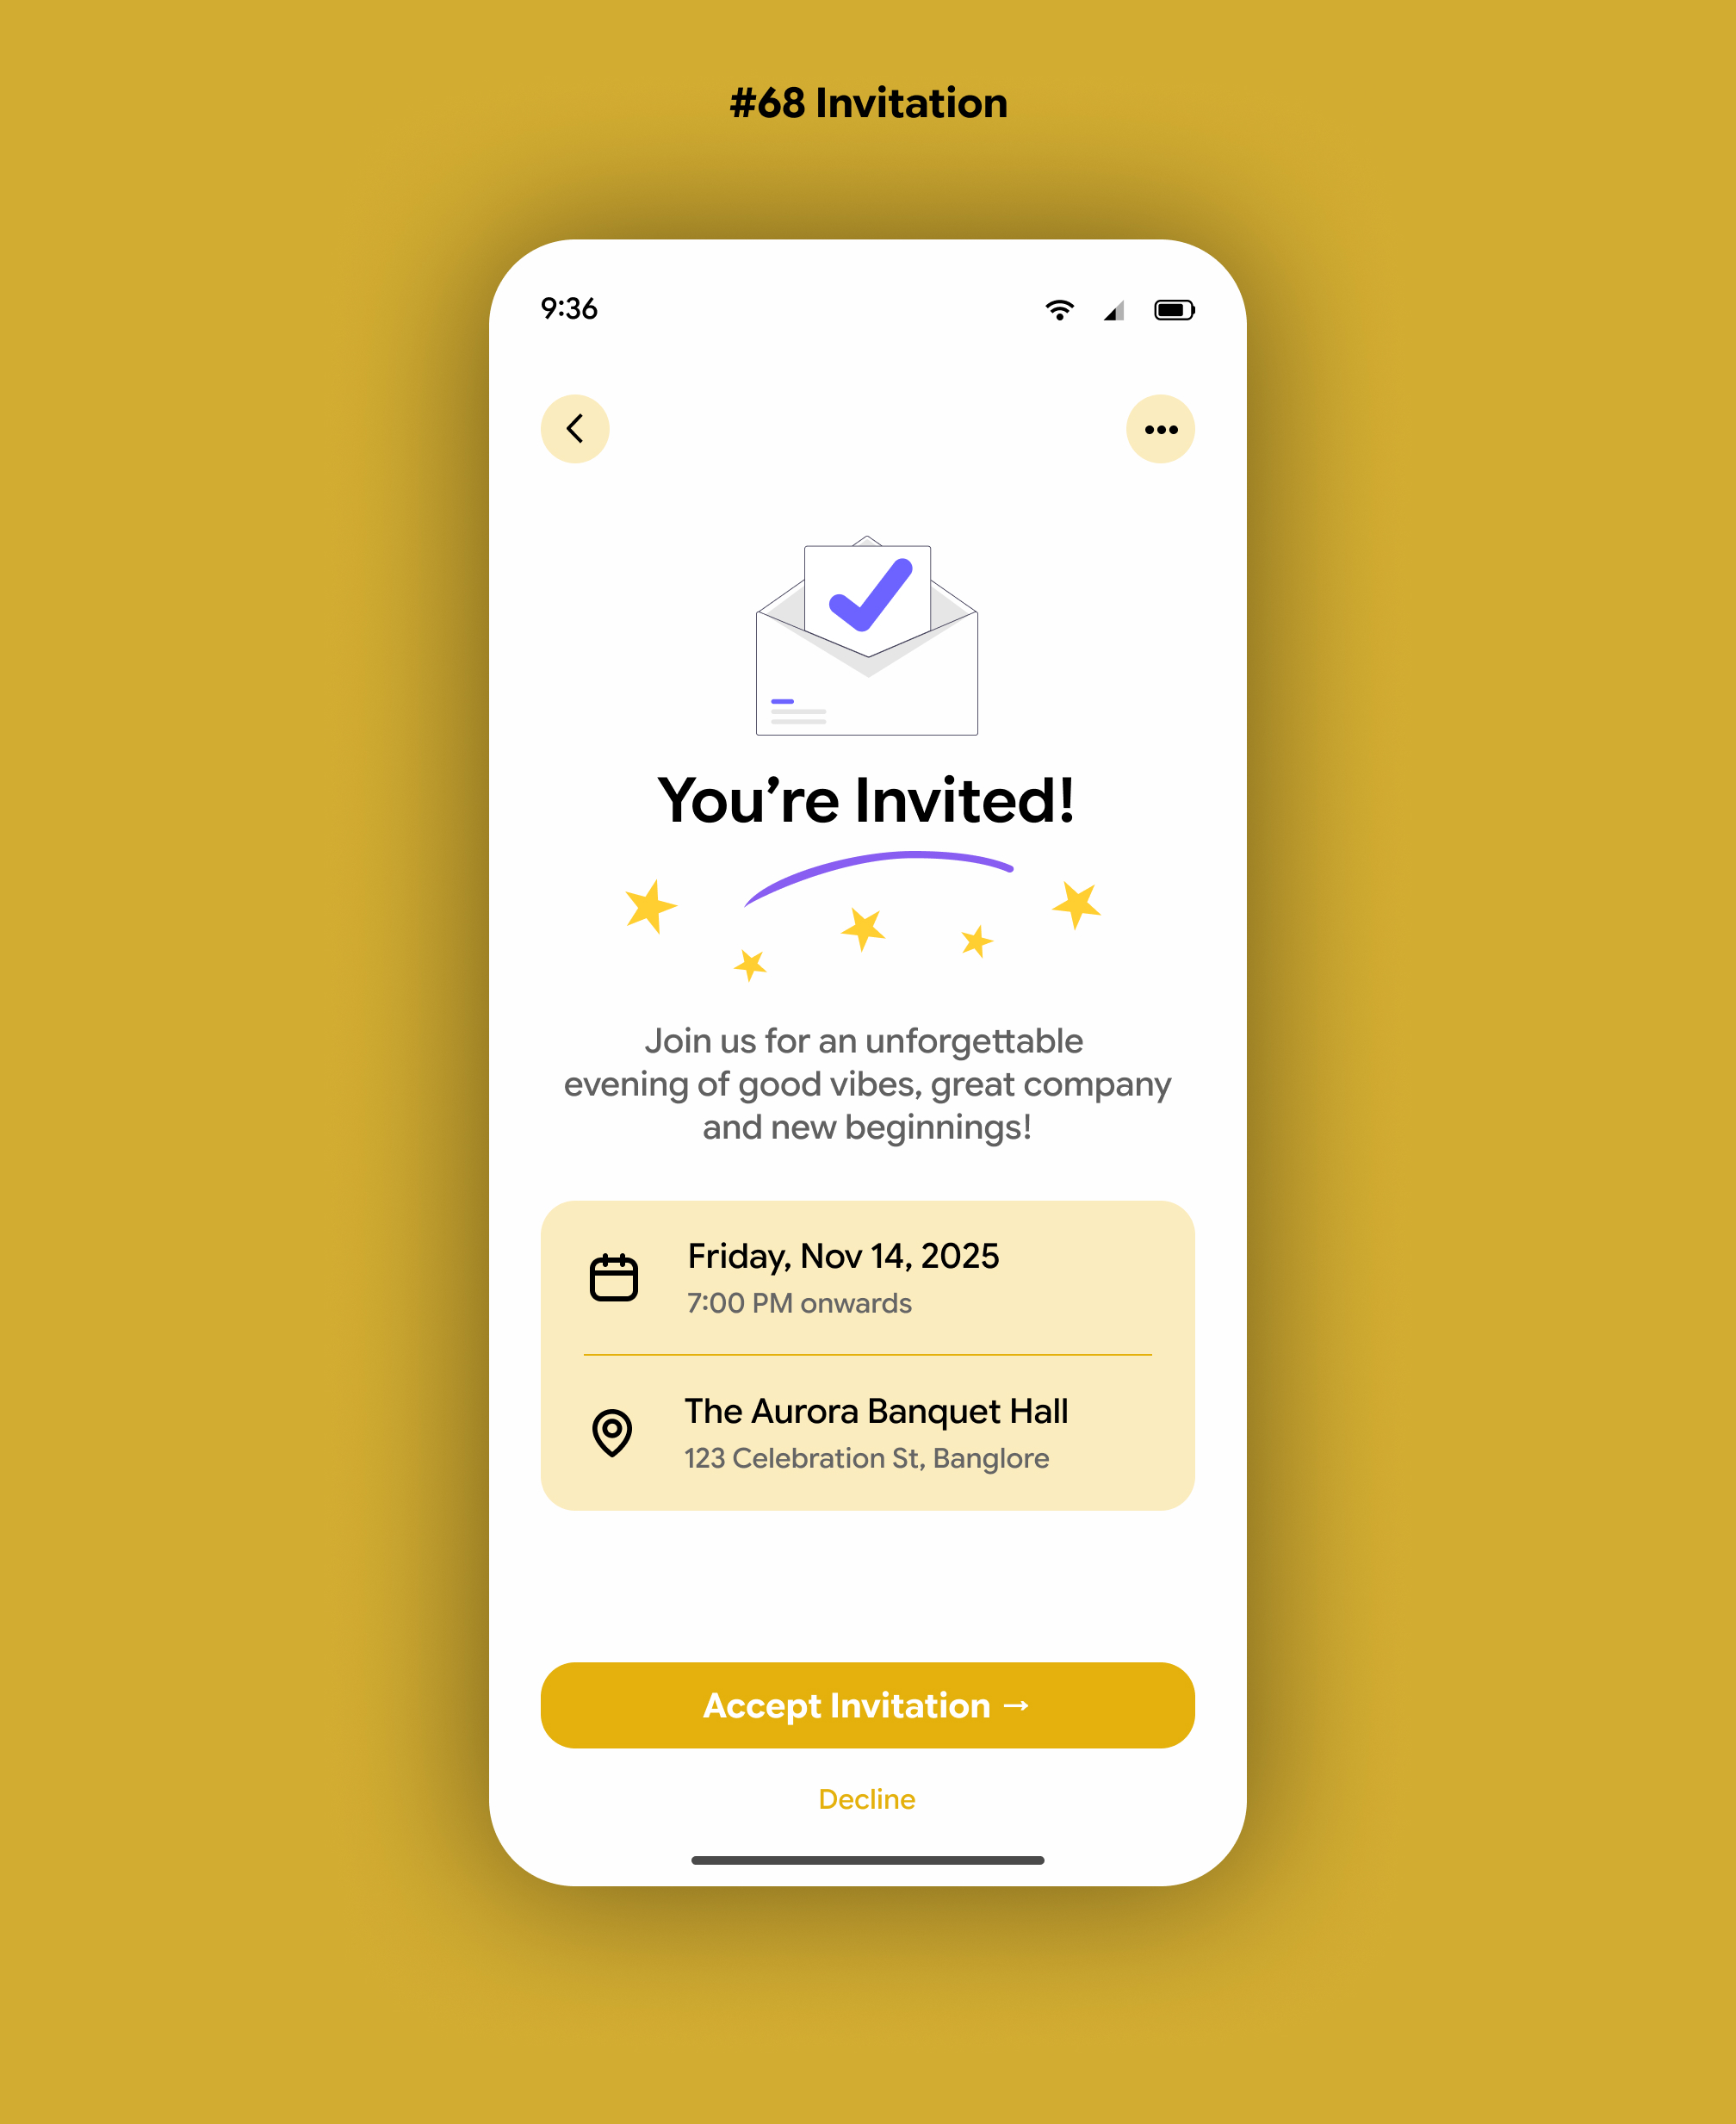 #68 Invitation
9:36
You’re Invited!
Join us for an unforgettable
evening of good vibes, great company
and new beginnings!
Friday, Nov 14, 2025
7:00 PM onwards
The Aurora Banquet Hall
123 Celebration St, Banglore
Accept Invitation →
Decline